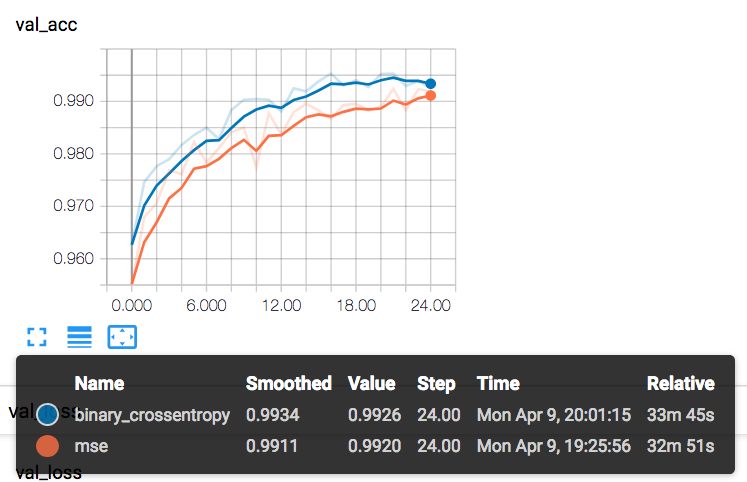 val_acc
0.990
0.980
0.970
0.960
0.000 6.000 12.00 18.00 24.00
Name Smoothed Value Step Time Relative
val_loss
binary_crossentropy 0.9934 0.9926 24.00 Mon Apr 9, 20:01:15 33m 45s
mse 0.9911 0.9920 24.00 Mon Apr 9, 19:25:56 32m 51s
val_loss